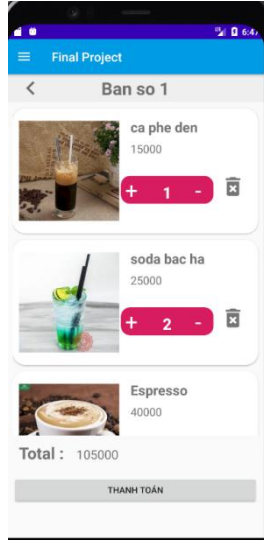 6:47
Final Project
Ban so 1
ca phe den
15000
+ 1 -
soda bac ha
25000
+ 2 -
Espresso
40000
Total : 105000
THANH TOÁN